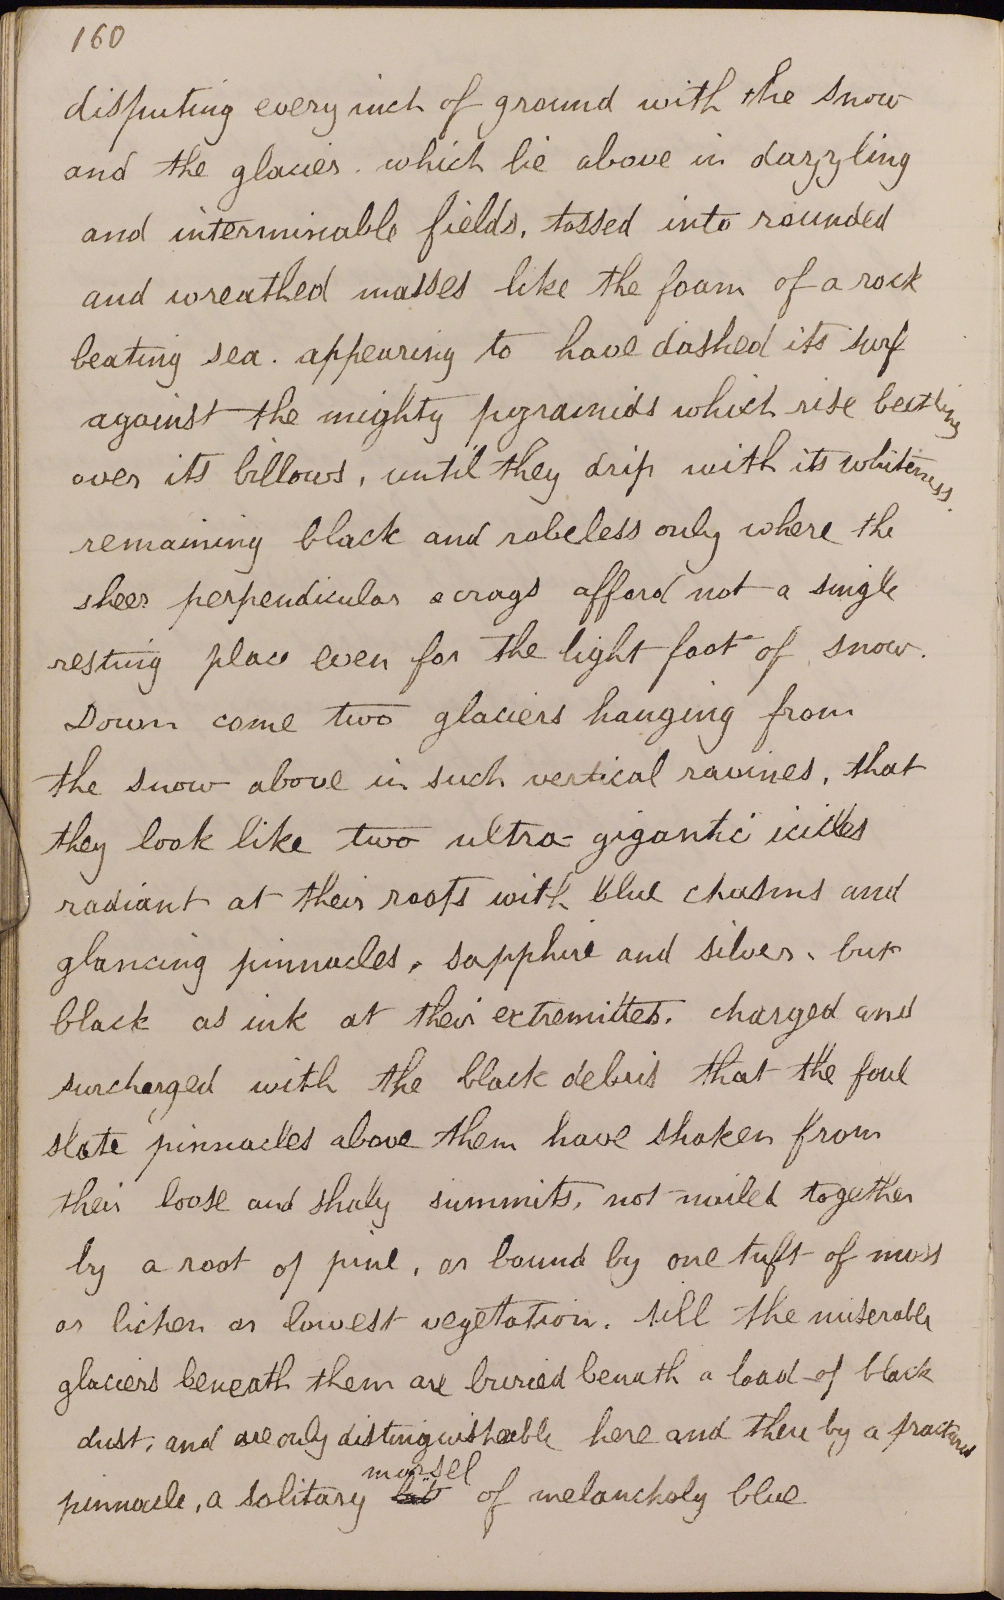 160
disputing every inch of ground with the snow
and the glacier. which lie above in dazzling
and interminable fields, tossed into rounded
and wreathed masses like the foam of a rock
beating sea. appearing to have dashed its surf
against the mighty pyramids which rise beetling
over its billows, until they drip with its whiteness.
remaining black and robeless only where the
sheer perpendicular scrags afford not a single
resting place even for the light foot of snow.
Down come two glaciers hanging from
the snow above in such vertical ravines, that
they look like two ultra-gigantic icicles
radiant at their roots with blue chasms and
glancing pinnacles, sapphire and silver, but
black as ink at their extremittes. charged and
surcharged with the black debris that the foul
slate pinnacles above them have shaken from
their loose and shaly summits, not nailed together
by a root of pine, or bound by one tuft of moss
or lichen or lowest vegetation. till the miserable
glaciers beneath them are buried beneath a load of black
dust, and are only distinguisheable here and there by a fractured
morsel
pinnacle, a solitary of melancholy blue